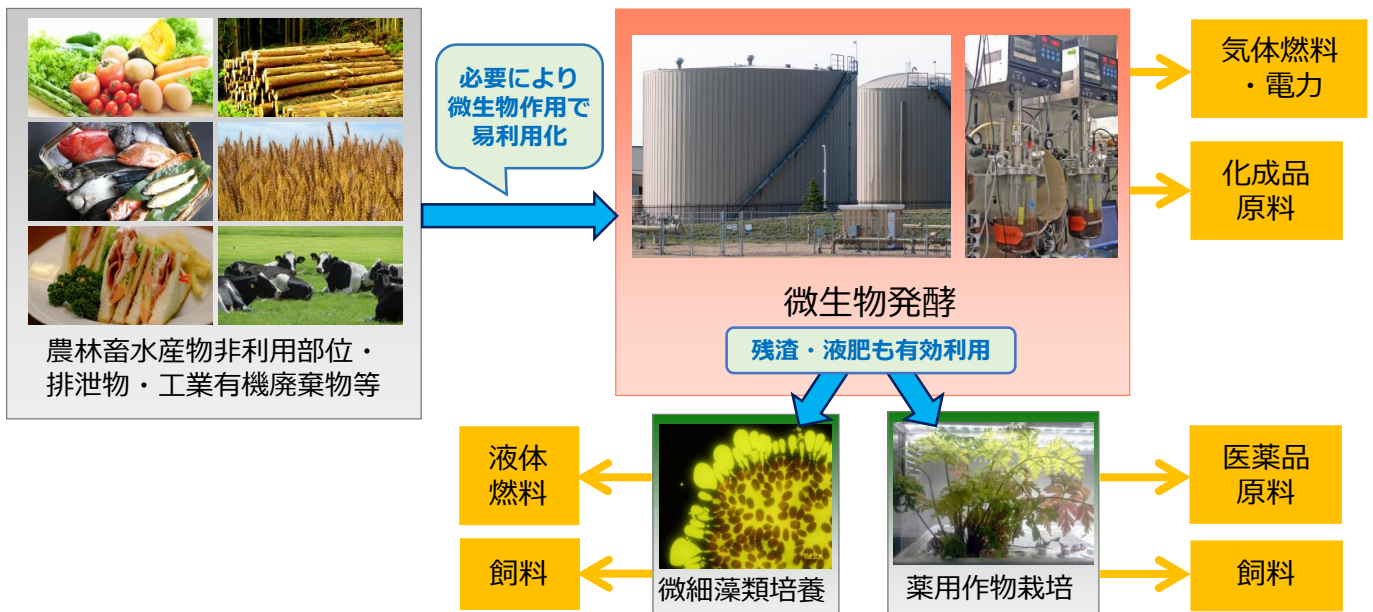 必要により
微生物作用で
易利用化
農林畜水産物非利用部位・
排泄物・工業有機廃棄物等
微生物発酵
残渣・液肥も有効利用
気体燃料
・電力
化成品
原料
液体
燃料
飼料
微細藻類培養
薬用作物栽培
医薬品
原料
飼料